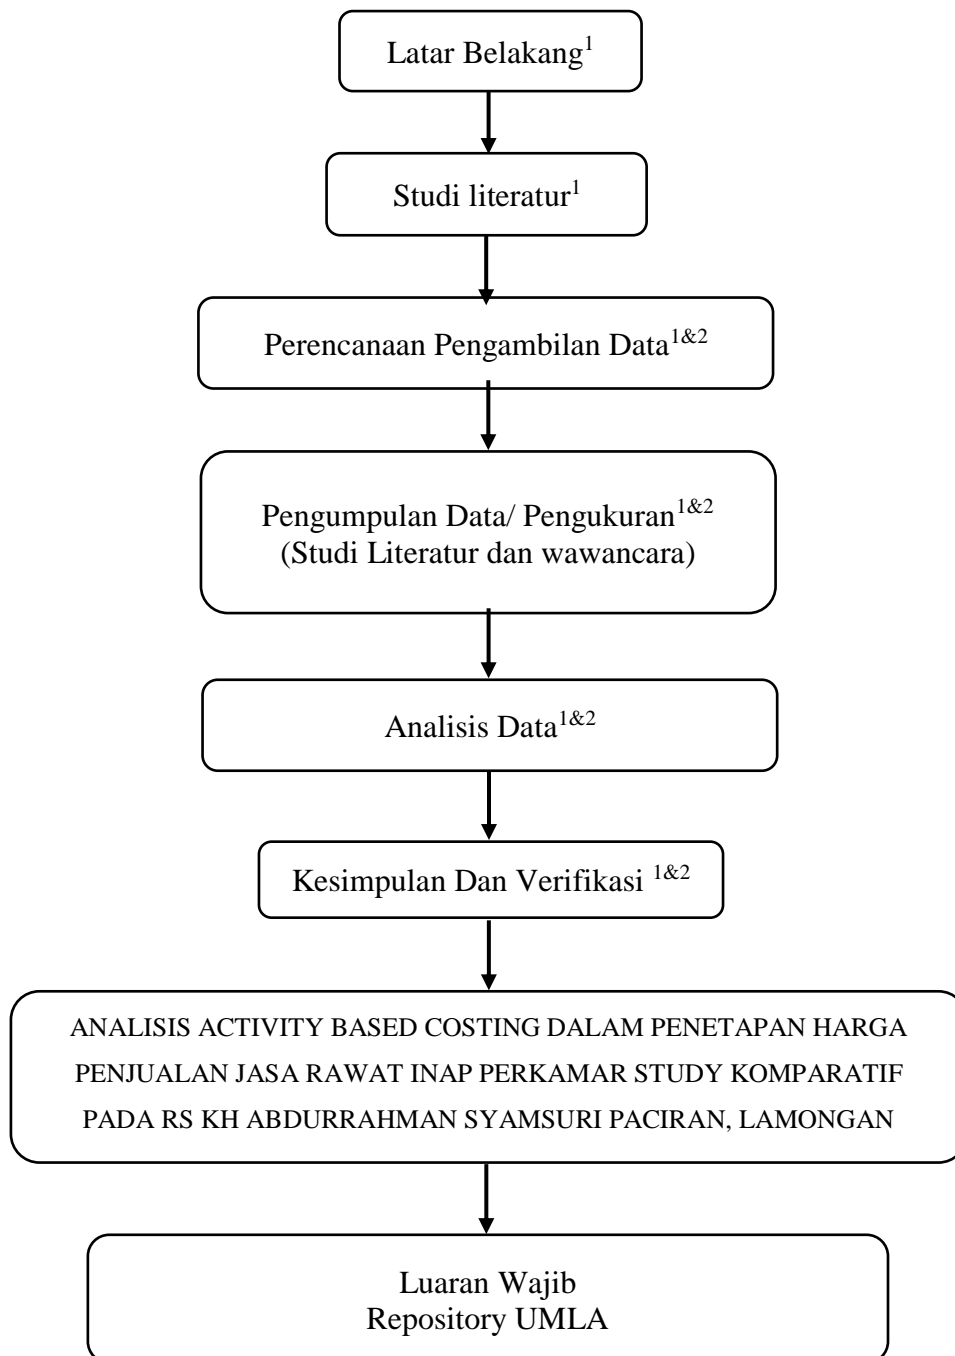 Latar Belakang¹
Studi literatur¹
Perencanaan Pengambilan Data¹&²
Pengumpulan Data/ Pengukuran¹&²
(Studi Literatur dan wawancara)
Analisis Data¹&²
Kesimpulan Dan Verifikasi ¹&²
ANALISIS ACTIVITY BASED COSTING DALAM PENETAPAN HARGA
PENJUALAN JASA RAWAT INAP PERKAMAR STUDY KOMPARATIF
PADA RS KH ABDURRAHMAN SYAMSURI PACIRAN, LAMONGAN
Luaran Wajib
Repository UMLA